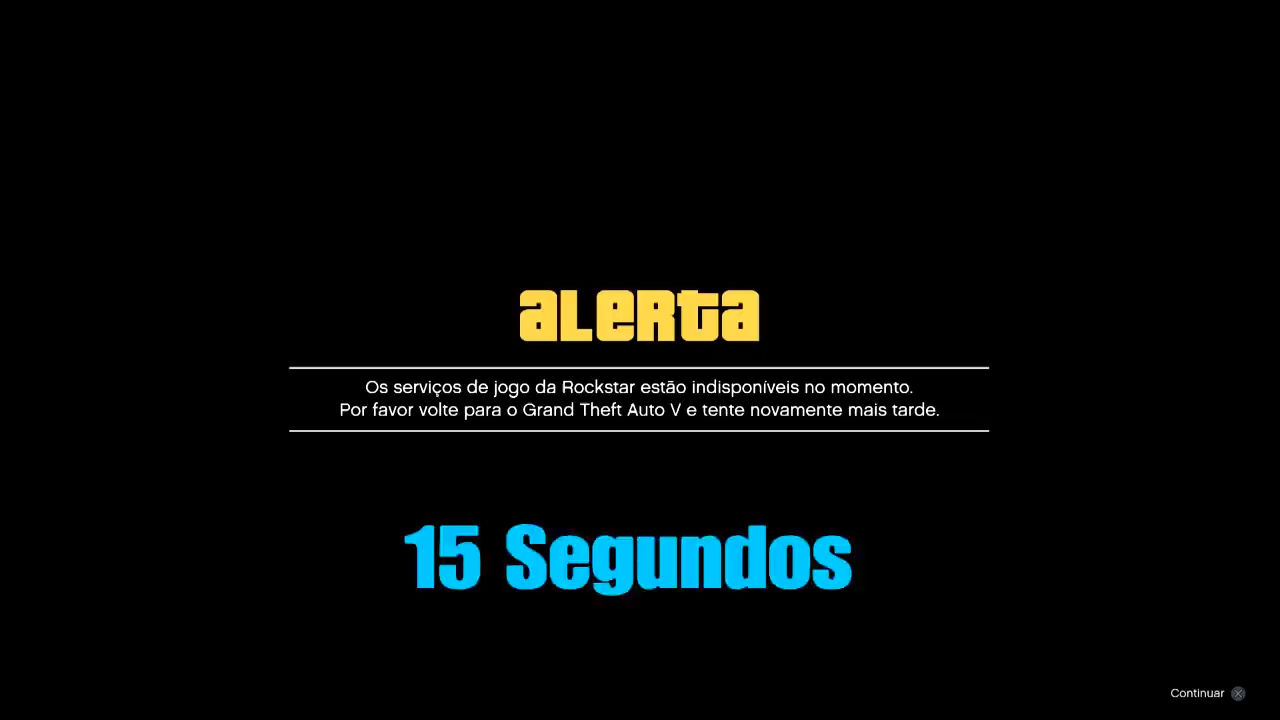 alerta
Os serviços de jogo da Rockstar estão indisponíveis no momento.
Por favor volte para o Grand Theft Auto V e tente novamente mais tarde.
15 Segundos
Continuar